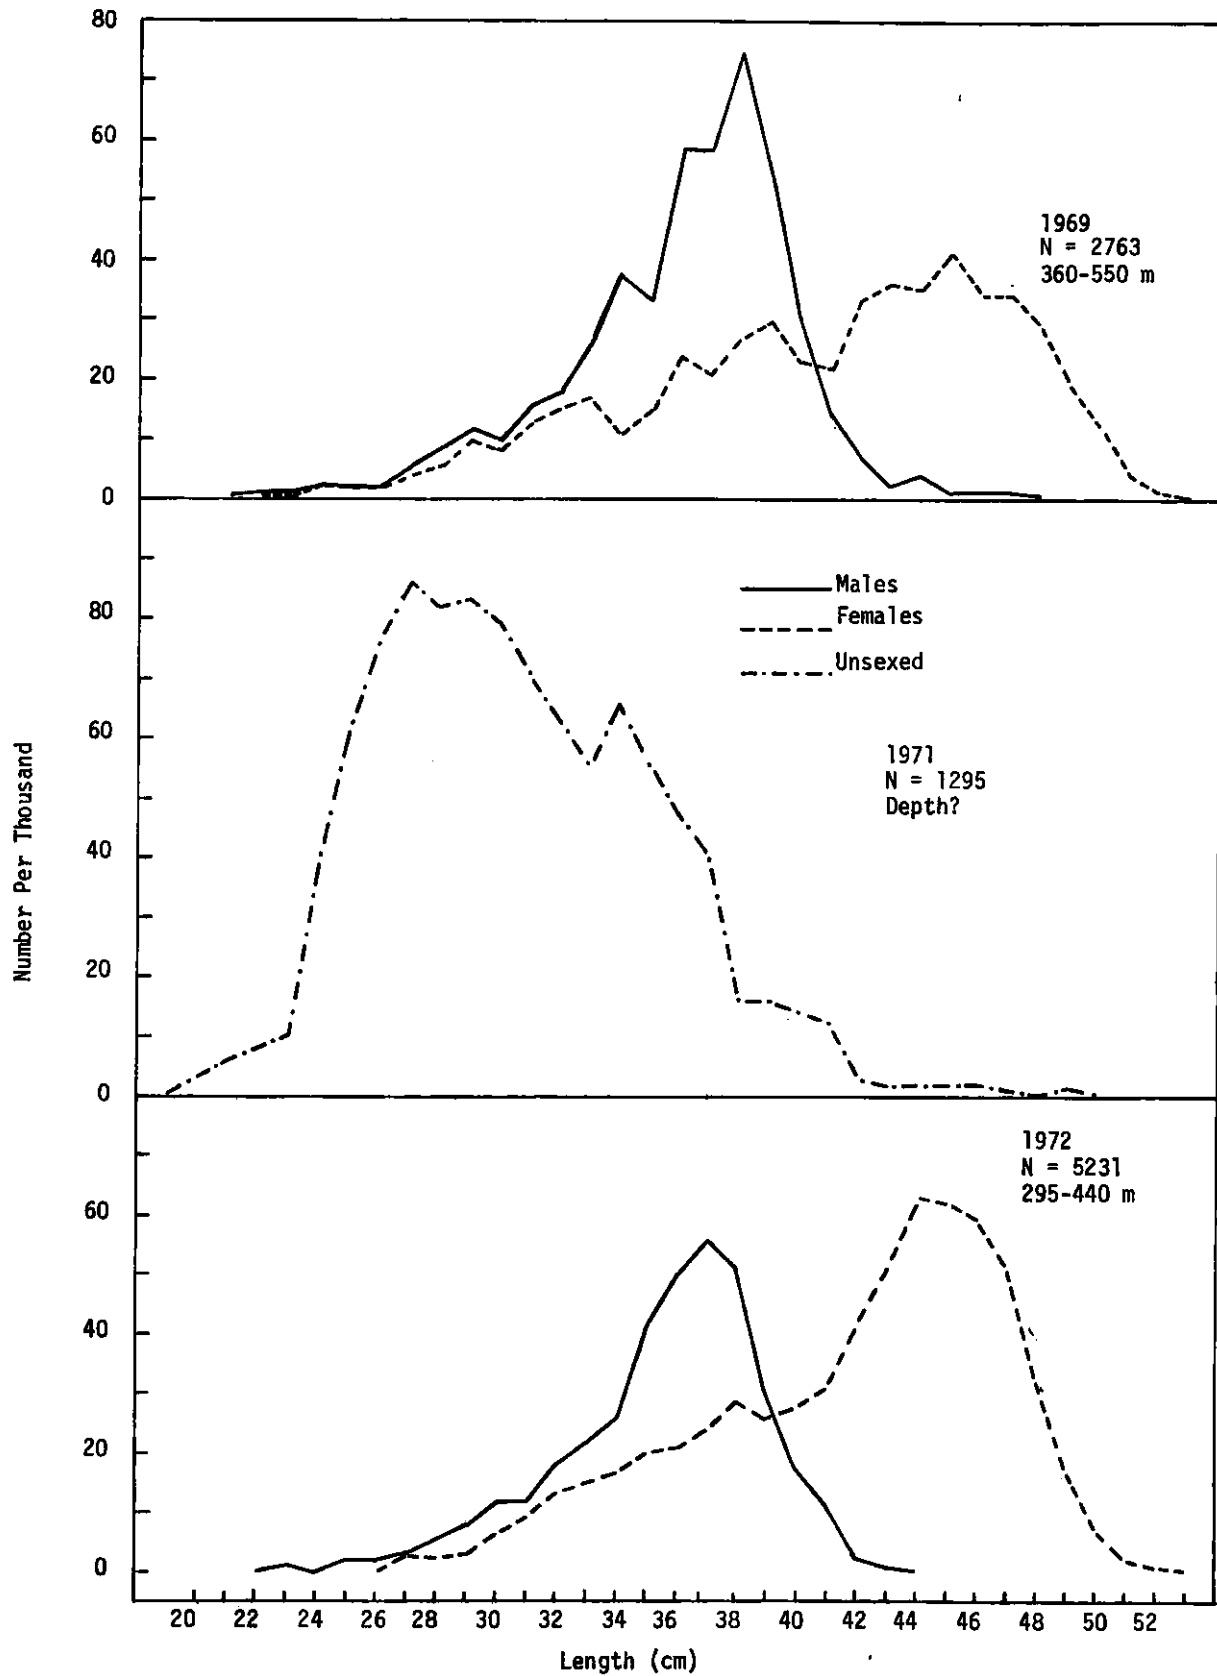 80
60
40
20
0
1969
N = 2763
360-550 m
80
60
40
20
0
Males
Females
Unsexed
1971
N = 1295
Depth?
Number Per Thousand
60
40
20
0
1972
N = 5231
295-440 m
20 22 24 26 28 30 32 34 36 38 40 42 44 46 48 50 52
Length (cm)